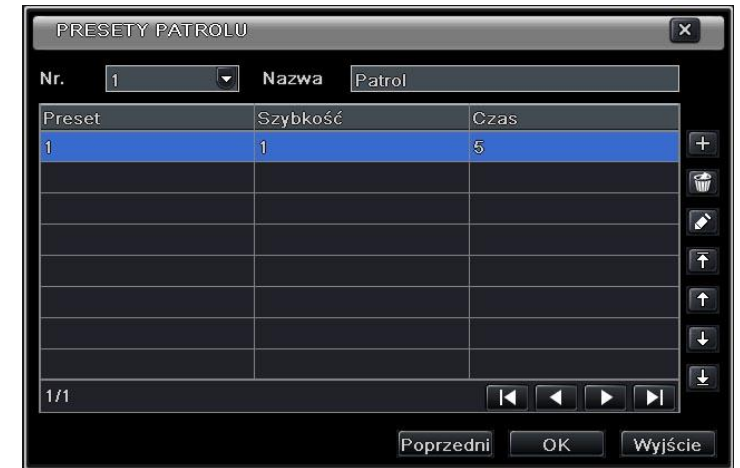 PRESETY PATROLU
Nr. 1 Nazwa Patrol
Preset Szybkość Czas
1 1 5
1/1
Poprzedni OK Wyjście